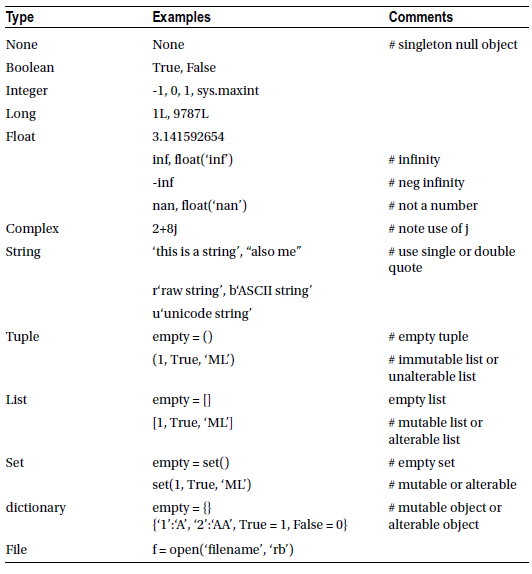 Type Examples Comments
None None # singleton null object
Boolean True, False
Integer -1, 0, 1, sys.maxint
Long 1L, 9787L
Float 3.141592654
inf, float(‘inf’) # infinity
-inf # neg infinity
nan, float(‘nan’) # not a number
Complex 2+8j # note use of j
String ‘this is a string’, “also me” # use single or double
quote
r‘raw string’, b‘ASCII string’
u‘unicode string’
Tuple empty = () # empty tuple
(1, True, ‘ML’) # immutable list or
unalterable list
List empty = [] empty list
[1, True, ‘ML’] # mutable list or
alterable list
Set empty = set() # empty set
set(1, True, ‘ML’) # mutable or alterable
dictionary empty = {} # mutable object or
{‘1’:‘A’, ‘2’:‘AA’, True = 1, False = 0} alterable object
File f = open(‘filename’, ‘rb’)